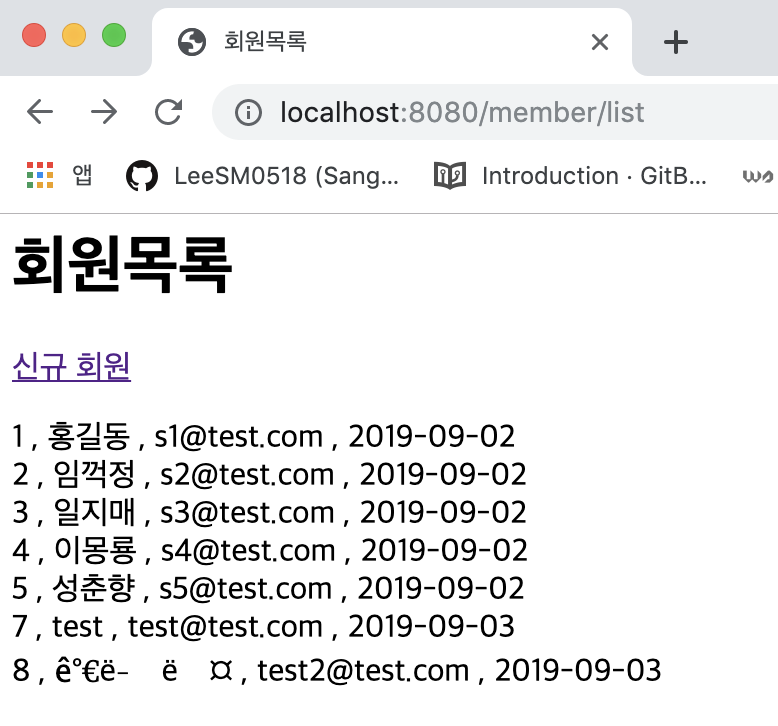 회원목록
localhost:8080/member/list
앱 LeeSM0518 (Sang... Introduction · GitB...
회원목록
신규 회원
1 , 홍길동 , s1@test.com , 2019-09-02
2 , 임꺽정 , s2@test.com , 2019-09-02
3 , 일지매 , s3@test.com , 2019-09-02
4 , 이몽룡 , s4@test.com , 2019-09-02
5 , 성춘향 , s5@test.com , 2019-09-02
7 , test , test@test.com , 2019-09-03
8 , ê°€ë– ë ¤ , test2@test.com , 2019-09-03